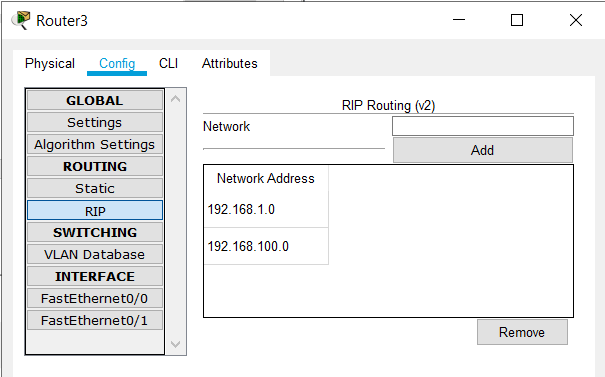 Router3
Physical Config CLI Attributes
GLOBAL
Settings
Algorithm Settings
ROUTING
Static
RIP
SWITCHING
VLAN Database
INTERFACE
FastEthernet0/0
FastEthernet0/1
RIP Routing (v2)
Network
Add
Network Address
192.168.1.0
192.168.100.0
Remove